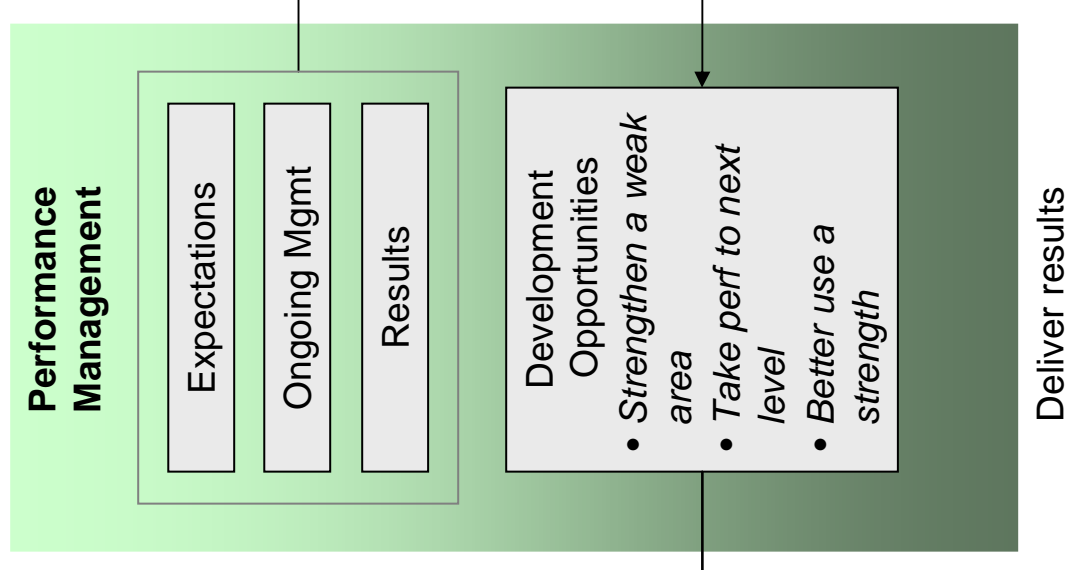 Performance
Management
Expectations
Ongoing Mgmt
Results
Development
Opportunities
• Strengthen a weak
area
• Take perf to next
level
• Better use a
strength
Deliver results